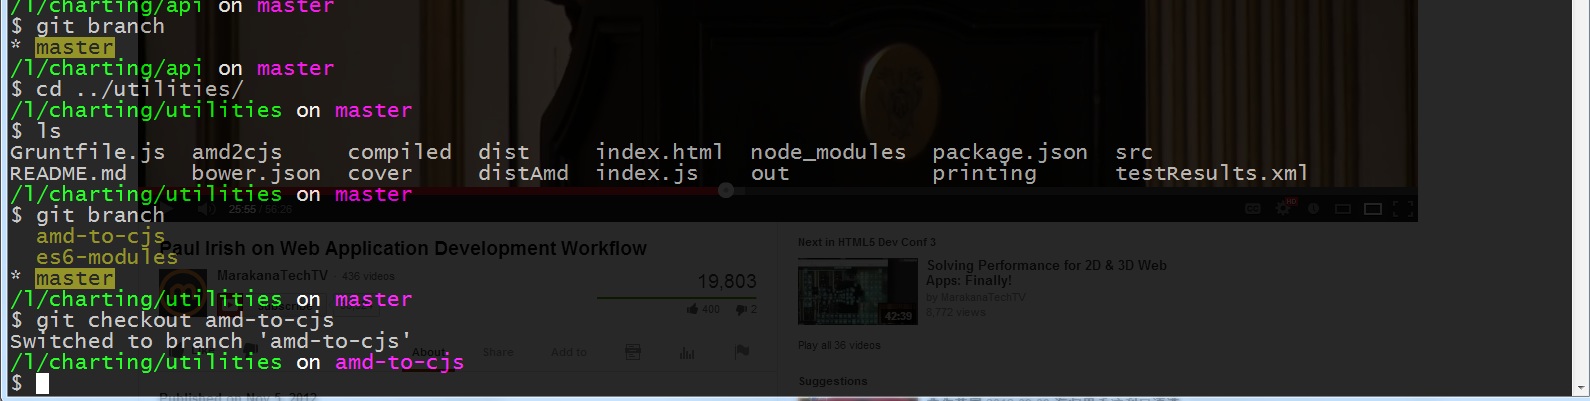 /l/charting/api on master
$ git branch
* master
/l/charting/api on master
$ cd ../utilities/
/l/charting/utilities on master
$ ls
Gruntfile.js amd2cjs compiled dist index.html node_modules package.json src
README.md bower.json cover distAmd index.js out printing testResults.xml
/l/charting/utilities on master
$ git branch
amd-to-cjs
es6-modules
* master
/l/charting/utilities on master
$ git checkout amd-to-cjs
Switched to branch 'amd-to-cjs'
/l/charting/utilities on amd-to-cjs
$
25:55 / 56:26
HD
Paul Irish on Web Application Development Workflow
MarakanaTechTV · 436 videos
19,803
400 2
About Share Add to
Published on Nov 5, 2012
Next in HTML5 Dev Conf 3
Solving Performance for 2D & 3D Web
Apps: Finally!
by MarakanaTechTV
8,772 views
42:39
Play all 36 videos
Suggestions